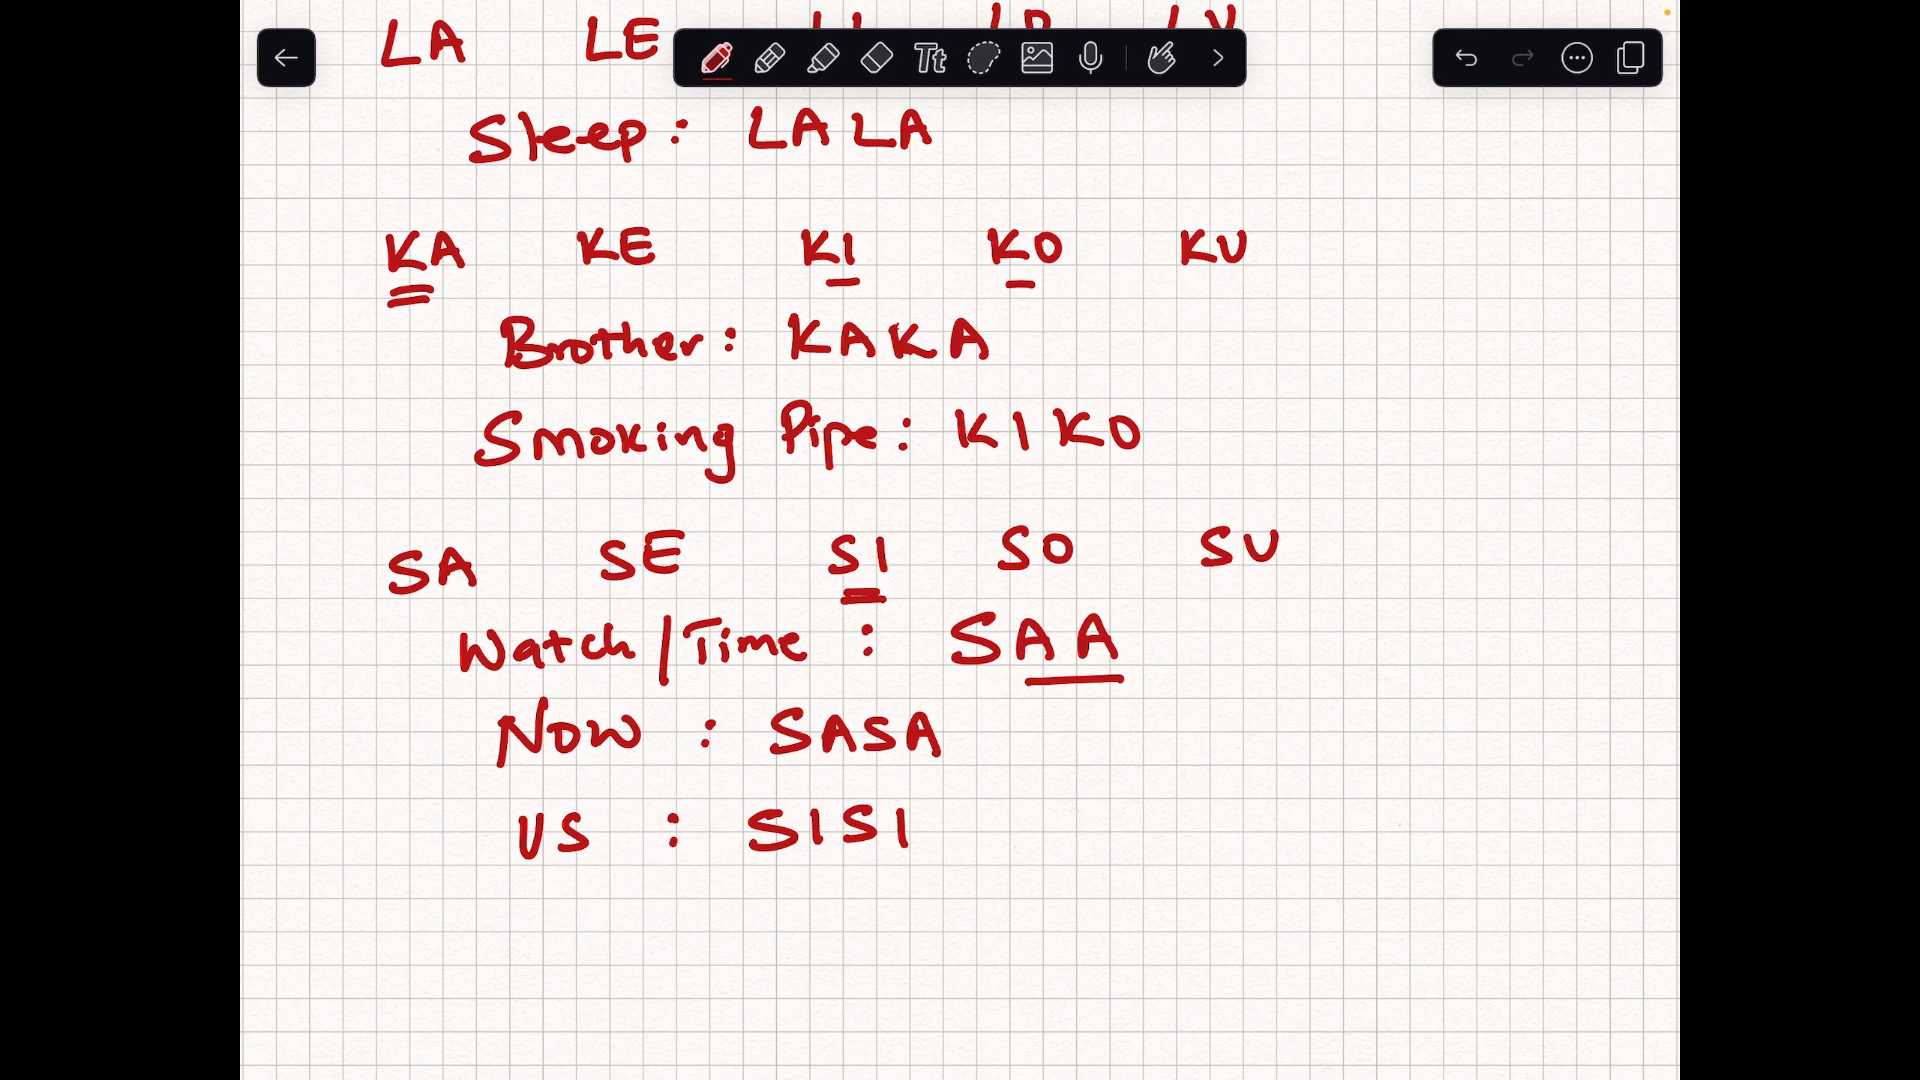 LA LE
Sleep: LALA
KA KE KI KO KU
Brother: KAKA
Smoking Pipe: KIKO
SA SE SI SO SU
Watch/Time : SAA
Now : SASA
US : SISI